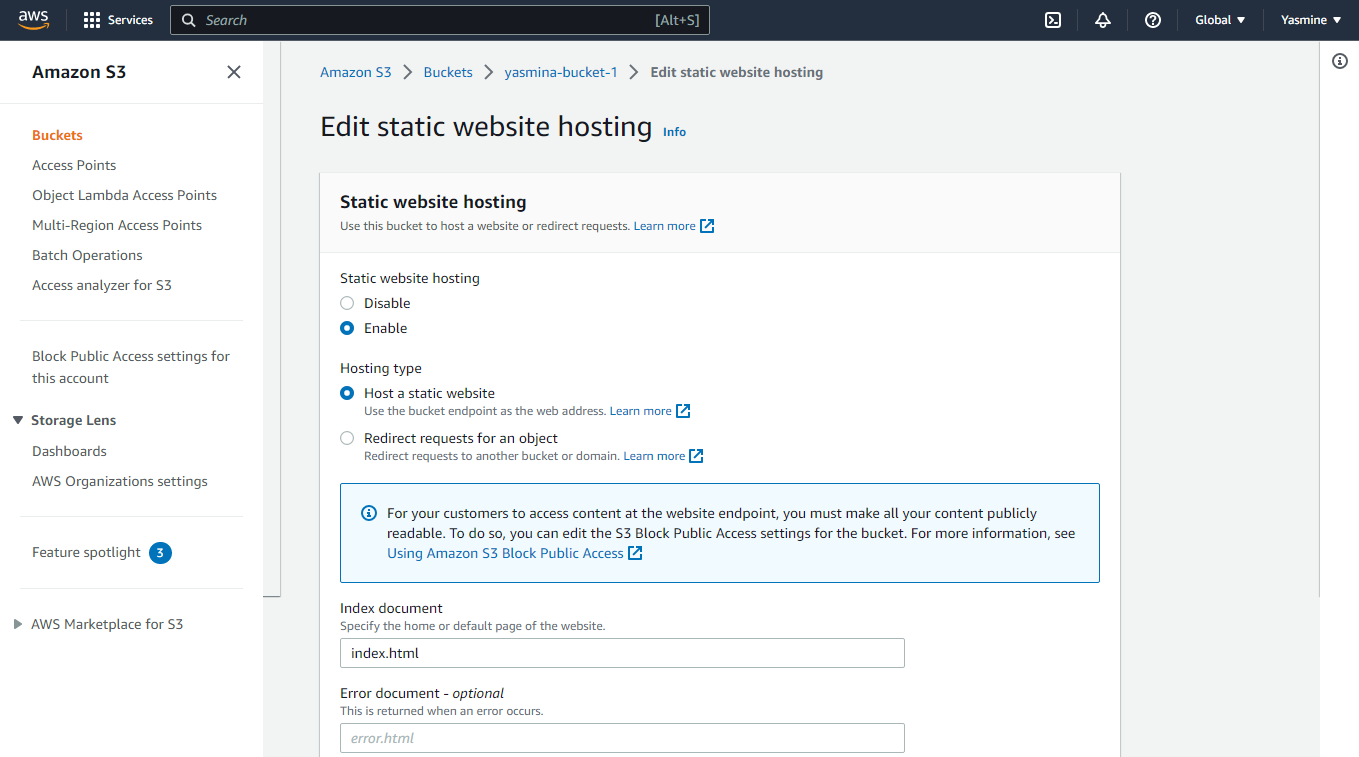 aws
Services
Search
[Alt+S]
Global
Yasmine
Amazon S3
Buckets
Access Points
Object Lambda Access Points
Multi-Region Access Points
Batch Operations
Access analyzer for S3
Block Public Access settings for
this account
Storage Lens
Dashboards
AWS Organizations settings
Feature spotlight 3
AWS Marketplace for S3
Amazon S3 > Buckets > yasmina-bucket-1 > Edit static website hosting
Edit static website hosting Info
Static website hosting
Use this bucket to host a website or redirect requests. Learn more
Static website hosting
Disable
Enable
Hosting type
Host a static website
Use the bucket endpoint as the web address. Learn more
Redirect requests for an object
Redirect requests to another bucket or domain. Learn more
For your customers to access content at the website endpoint, you must make all your content publicly
readable. To do so, you can edit the S3 Block Public Access settings for the bucket. For more information, see
Using Amazon S3 Block Public Access
Index document
Specify the home or default page of the website.
index.html
Error document - optional
This is returned when an error occurs.
error.html